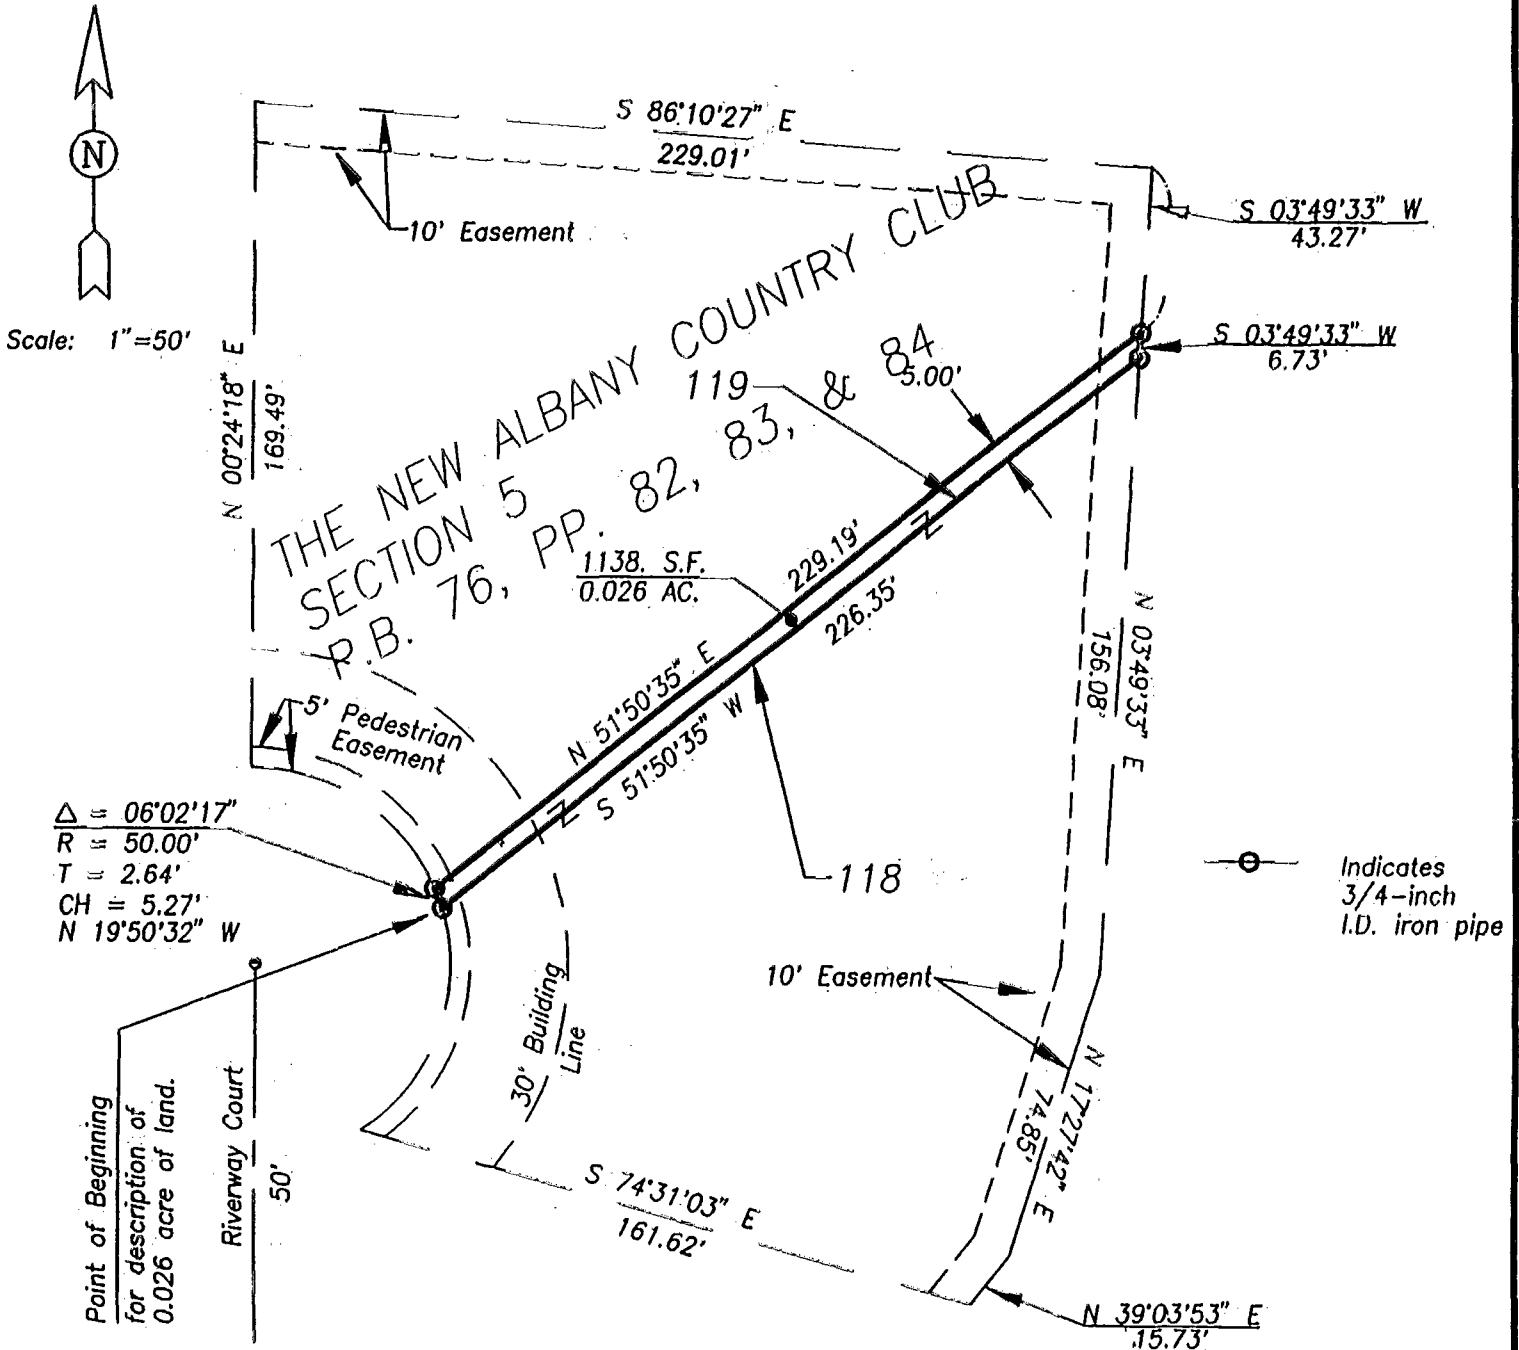 N
Scale: 1"=50'
S 86°10'27" E
229.01'
10' Easement
S 03°49'33" W
43.27'
S 03°49'33" W
6.73'
N 00°24'18" E
169.49'
THE NEW ALBANY COUNTRY CLUB
SECTION 5
P.B. 76, PP. 82, 83, & 84
119
5.00'
1138. S.F.
0.026 AC.
229.19'
226.35'
N 51°50'35" E
S 51°50'35" W
Z
Z
N 03°49'33" E
156.08'
5' Pedestrian
Easement
Δ = 06°02'17"
R = 50.00'
T = 2.64'
CH = 5.27'
N 19°50'32" W
118
Indicates
3/4-inch
I.D. iron pipe
10' Easement
30' Building
Line
N 17°27'42" E
74.85'
Point of Beginning
for description of
0.026 acre of land.
Riverway Court
50'
S 74°31'03" E
161.62'
N 39°03'53" E
15.73'